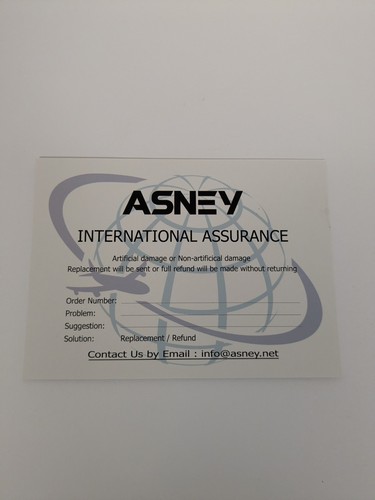 ASNEY
INTERNATIONAL ASSURANCE
Artificial damage or Non-artificical damage
Replacement will be sent or full refund will be made without returning
Order Number:
Problem:
Suggestion:
Solution: Replacement / Refund
Contact Us by Email : info@asney.net